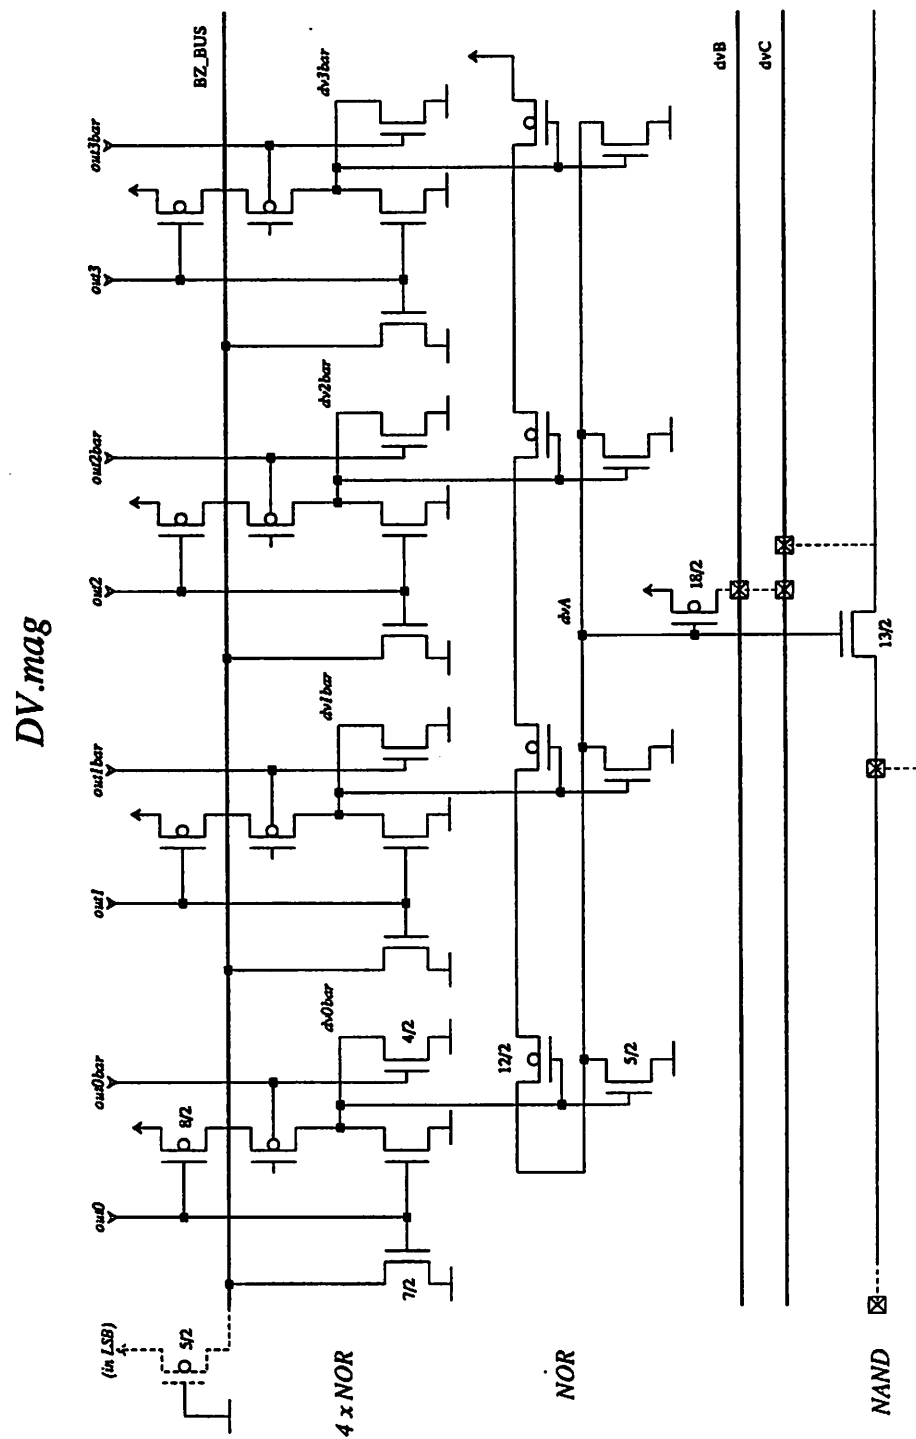 DV.mag
BZ_BUS
out3bar
dv3bar
out3
out2bar
dv2bar
out2
out1bar
dv1bar
out1
out0bar
dv0bar
out0
8/2
4/2
7/2
(in LSB)
5/2
4 x NOR
12/2
5/2
NOR
dvA
18/2
dvB
dvC
13/2
NAND